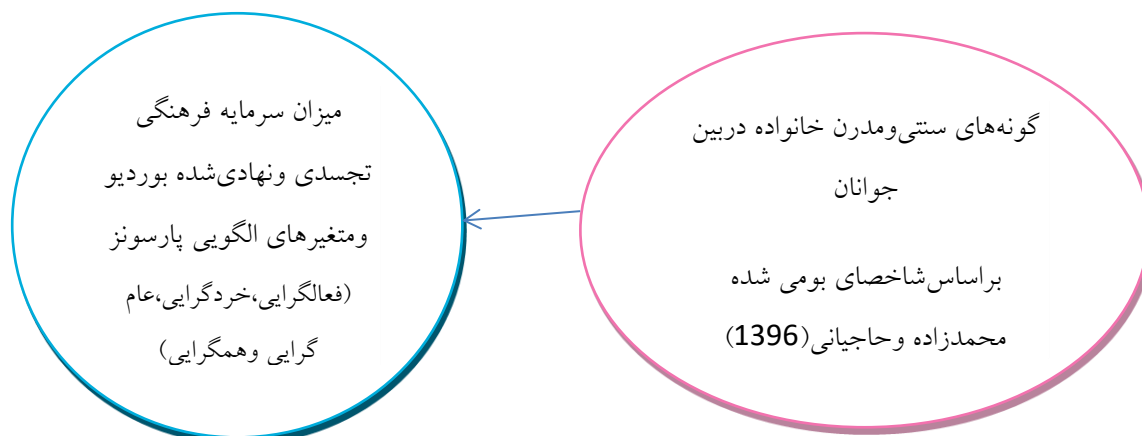 گونه‌های سنتی‌ومدرن خانواده دربین
جوانان
براساس‌شاخصای بومی شده
محمدزاده وحاجیانی(1396)
میزان سرمایه فرهنگی
تجسدی ونهادی‌شده بوردیو
ومتغیرهای الگویی پارسونز
(فعالگرایی،خردگرایی،عام
گرایی وهمگرایی)